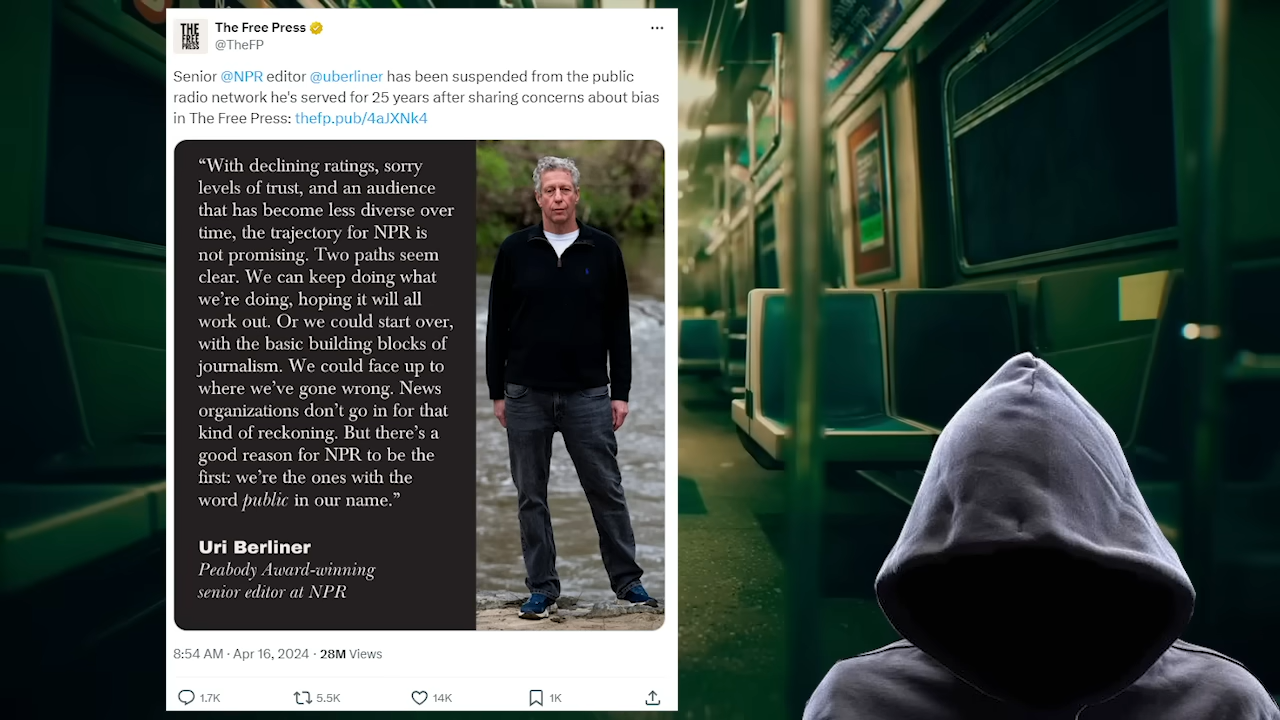 THE
FREE
PRESS
The Free Press
@TheFP
Senior @NPR editor @uberliner has been suspended from the public
radio network he's served for 25 years after sharing concerns about bias
in The Free Press: thefp.pub/4aJXNk4
“With declining ratings, sorry
levels of trust, and an audience
that has become less diverse over
time, the trajectory for NPR is
not promising. Two paths seem
clear. We can keep doing what
we’re doing, hoping it will all
work out. Or we could start over,
with the basic building blocks of
journalism. We could face up to
where we’ve gone wrong. News
organizations don’t go in for that
kind of reckoning. But there’s a
good reason for NPR to be the
first: we’re the ones with the
word public in our name.”
Uri Berliner
Peabody Award-winning
senior editor at NPR
8:54 AM · Apr 16, 2024 · 28M Views
1.7K 5.5K 14K 1K